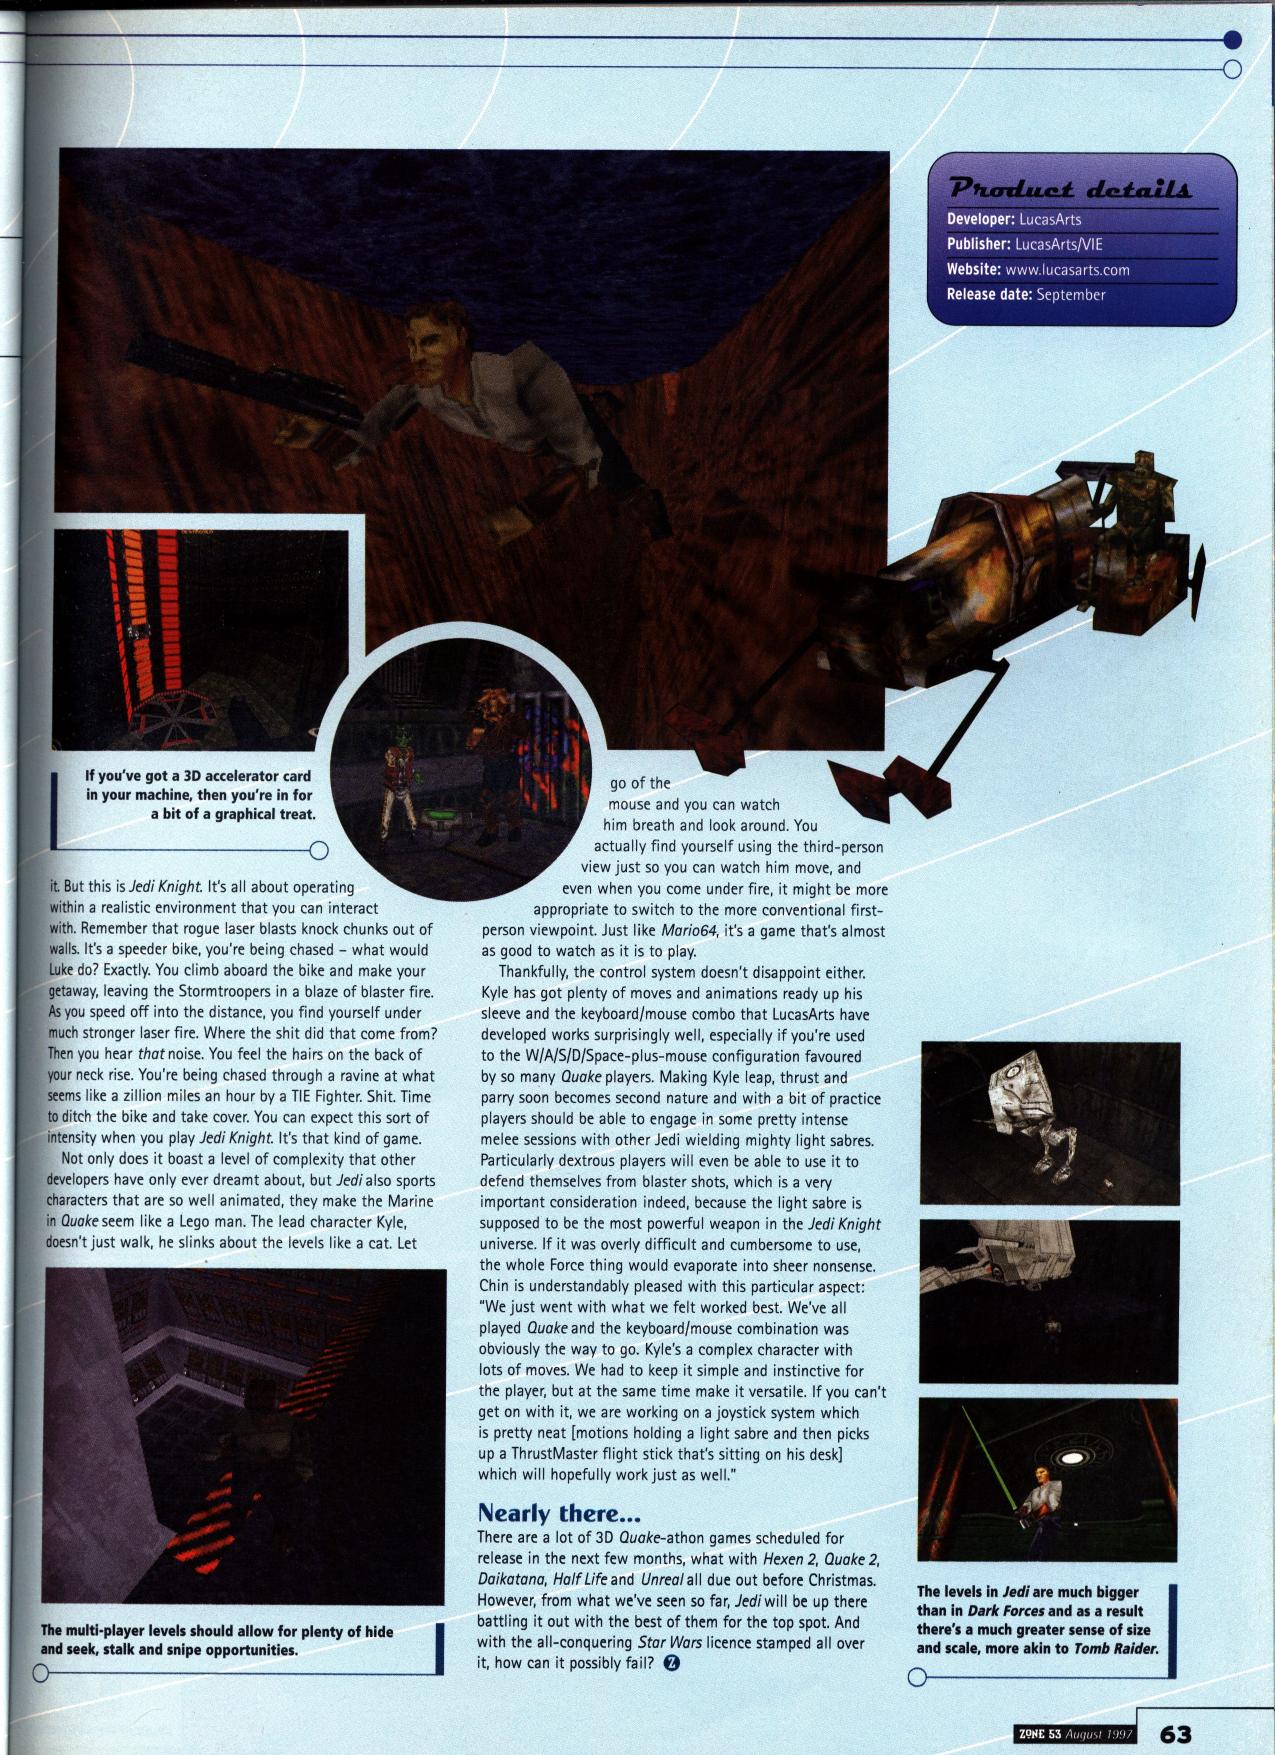 Product details
Developer: LucasArts
Publisher: LucasArts/VIE
Website: www.lucasarts.com
Release date: September
If you've got a 3D accelerator card
in your machine, then you're in for
a bit of a graphical treat.
it. But this is Jedi Knight. It's all about operating
within a realistic environment that you can interact
with. Remember that rogue laser blasts knock chunks out of
walls. It's a speeder bike, you're being chased – what would
Luke do? Exactly. You climb aboard the bike and make your
getaway, leaving the Stormtroopers in a blaze of blaster fire.
As you speed off into the distance, you find yourself under
much stronger laser fire. Where the shit did that come from?
Then you hear that noise. You feel the hairs on the back of
your neck rise. You're being chased through a ravine at what
seems like a zillion miles an hour by a TIE Fighter. Shit. Time
to ditch the bike and take cover. You can expect this sort of
intensity when you play Jedi Knight. It's that kind of game.
Not only does it boast a level of complexity that other
developers have only ever dreamt about, but Jedi also sports
characters that are so well animated, they make the Marine
in Quake seem like a Lego man. The lead character Kyle,
doesn't just walk, he slinks about the levels like a cat. Let
The multi-player levels should allow for plenty of hide
and seek, stalk and snipe opportunities.
go of the
mouse and you can watch
him breath and look around. You
actually find yourself using the third-person
view just so you can watch him move, and
even when you come under fire, it might be more
appropriate to switch to the more conventional first-
person viewpoint. Just like Mario64, it's a game that's almost
as good to watch as it is to play.
Thankfully, the control system doesn't disappoint either.
Kyle has got plenty of moves and animations ready up his
sleeve and the keyboard/mouse combo that LucasArts have
developed works surprisingly well, especially if you're used
to the W/A/S/D/Space-plus-mouse configuration favoured
by so many Quake players. Making Kyle leap, thrust and
parry soon becomes second nature and with a bit of practice
players should be able to engage in some pretty intense
melee sessions with other Jedi wielding mighty light sabres.
Particularly dextrous players will even be able to use it to
defend themselves from blaster shots, which is a very
important consideration indeed, because the light sabre is
supposed to be the most powerful weapon in the Jedi Knight
universe. If it was overly difficult and cumbersome to use,
the whole Force thing would evaporate into sheer nonsense.
Chin is understandably pleased with this particular aspect:
"We just went with what we felt worked best. We've all
played Quake and the keyboard/mouse combination was
obviously the way to go. Kyle's a complex character with
lots of moves. We had to keep it simple and instinctive for
the player, but at the same time make it versatile. If you can't
get on with it, we are working on a joystick system which
is pretty neat [motions holding a light sabre and then picks
up a ThrustMaster flight stick that's sitting on his desk]
which will hopefully work just as well."
Nearly there...
There are a lot of 3D Quake-athon games scheduled for
release in the next few months, what with Hexen 2, Quake 2,
Daikatana, Half Life and Unreal all due out before Christmas.
However, from what we've seen so far, Jedi will be up there
battling it out with the best of them for the top spot. And
with the all-conquering Star Wars licence stamped all over
it, how can it possibly fail? Z
The levels in Jedi are much bigger
than in Dark Forces and as a result
there's a much greater sense of size
and scale, more akin to Tomb Raider.
ZONE 53 August 1997 63